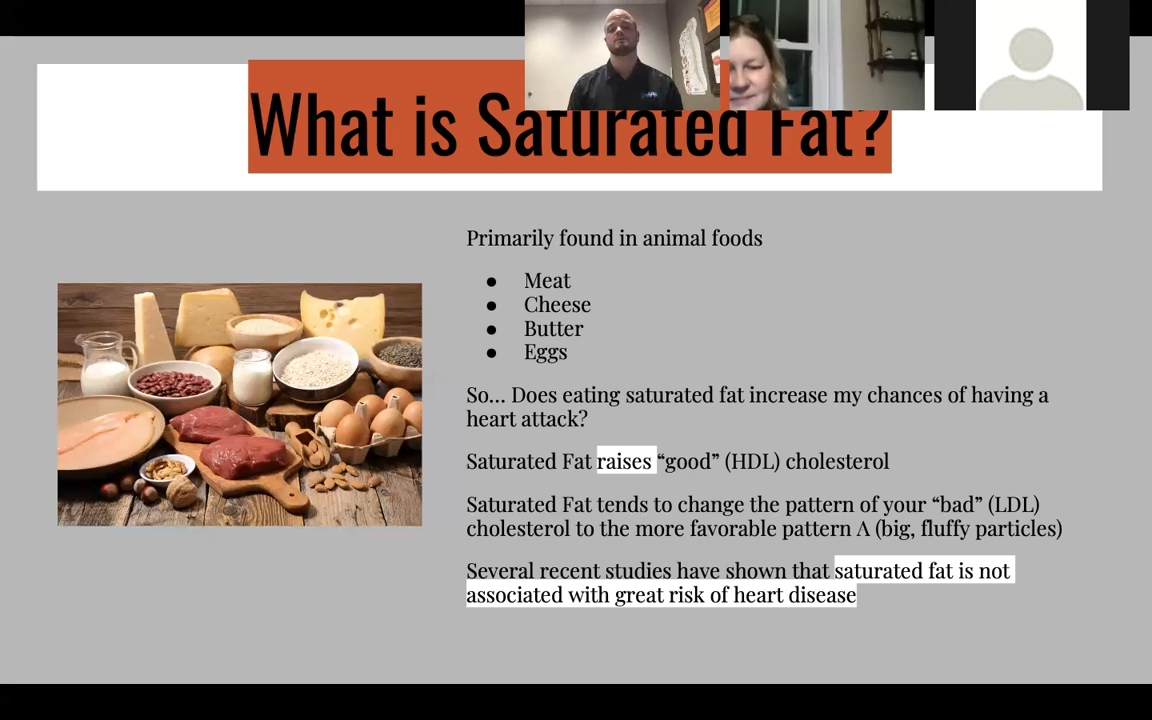 What is Saturated Fat?
Primarily found in animal foods
● Meat
● Cheese
● Butter
● Eggs
So... Does eating saturated fat increase my chances of having a
heart attack?
Saturated Fat raises “good” (HDL) cholesterol
Saturated Fat tends to change the pattern of your “bad” (LDL)
cholesterol to the more favorable pattern A (big, fluffy particles)
Several recent studies have shown that saturated fat is not
associated with great risk of heart disease